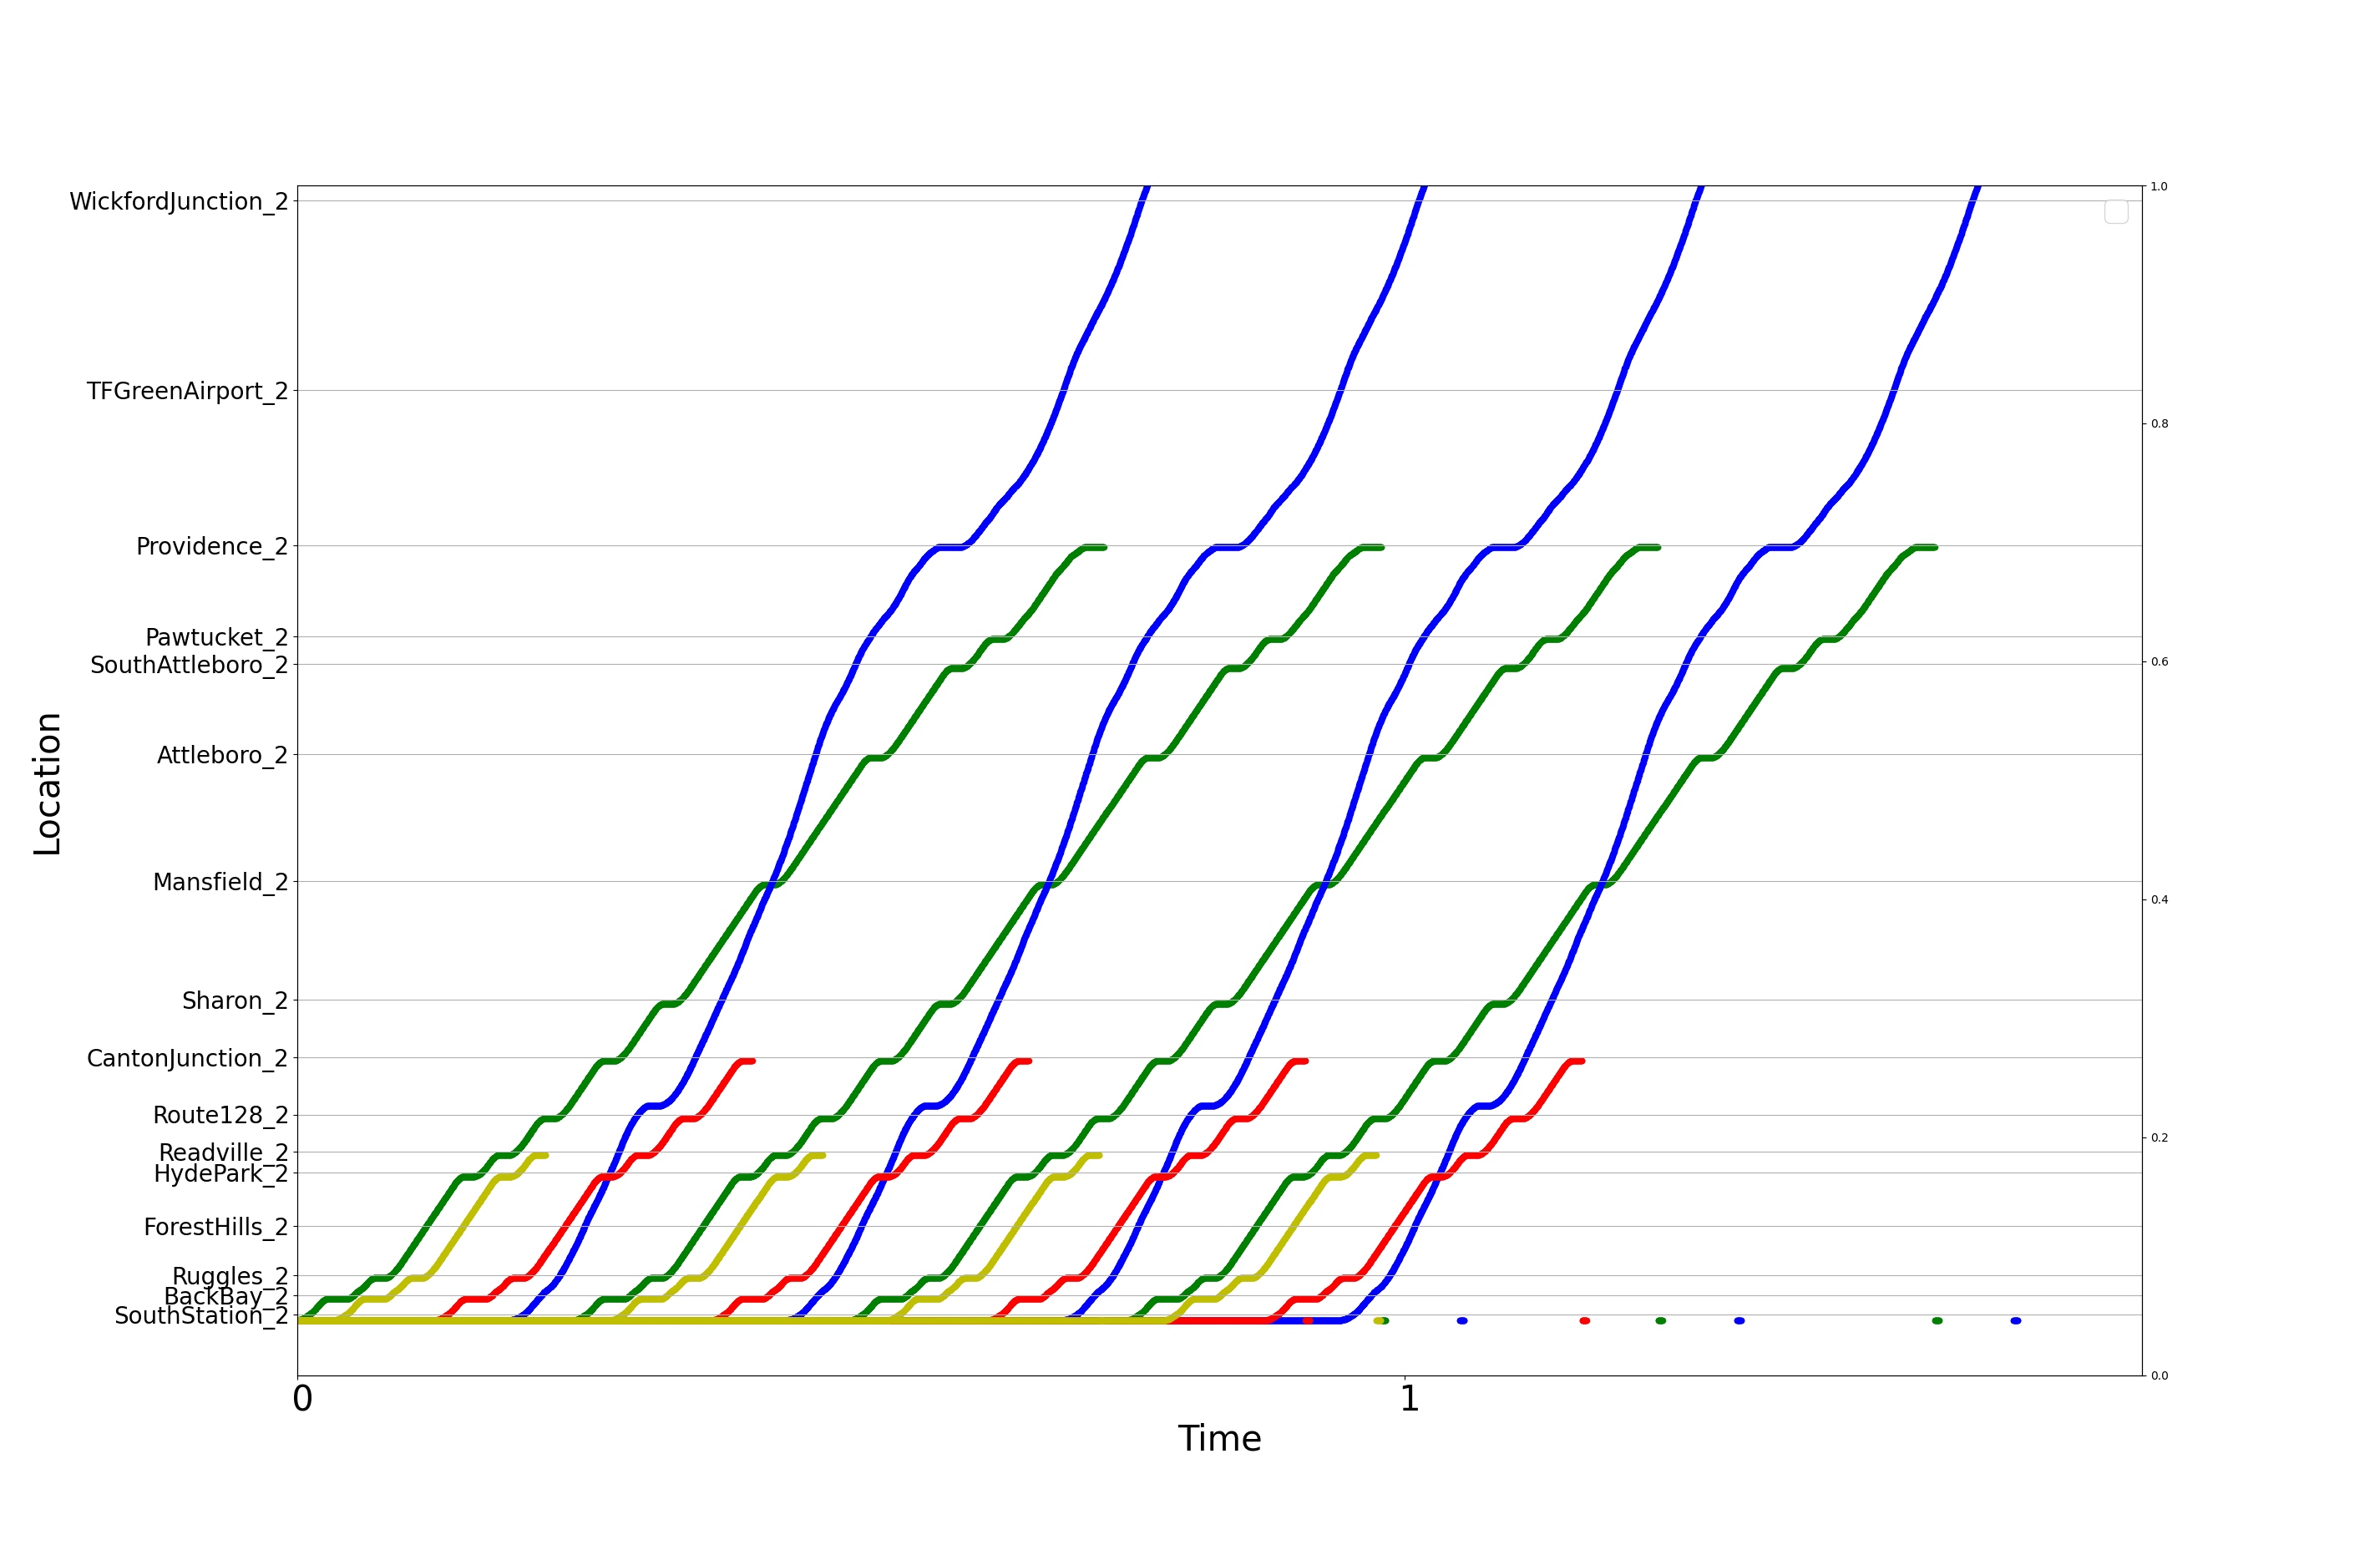 WickfordJunction_2
TFGreenAirport_2
Providence_2
Pawtucket_2
SouthAttleboro_2
Attleboro_2
Mansfield_2
Sharon_2
CantonJunction_2
Route128_2
Readville_2
HydePark_2
ForestHills_2
Ruggles_2
BackBay_2
SouthStation_2
Location
0
1
Time
1.0
0.8
0.6
0.4
0.2
0.0